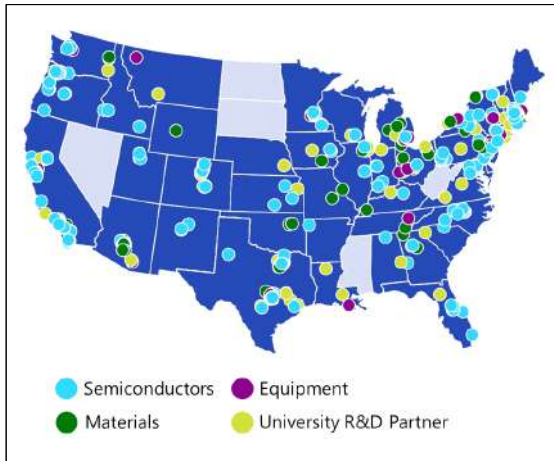 Semiconductors
Equipment
Materials
University R&D Partner